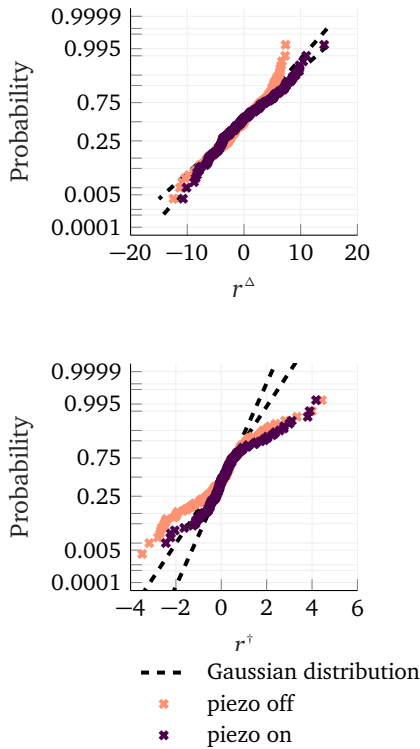 Probability
0.9999
0.995
0.75
0.25
0.005
0.0001
−20 −10 0 10 20
r^Δ
Probability
0.9999
0.995
0.75
0.25
0.005
0.0001
−4 −2 0 2 4 6
r^†
Gaussian distribution
piezo off
piezo on